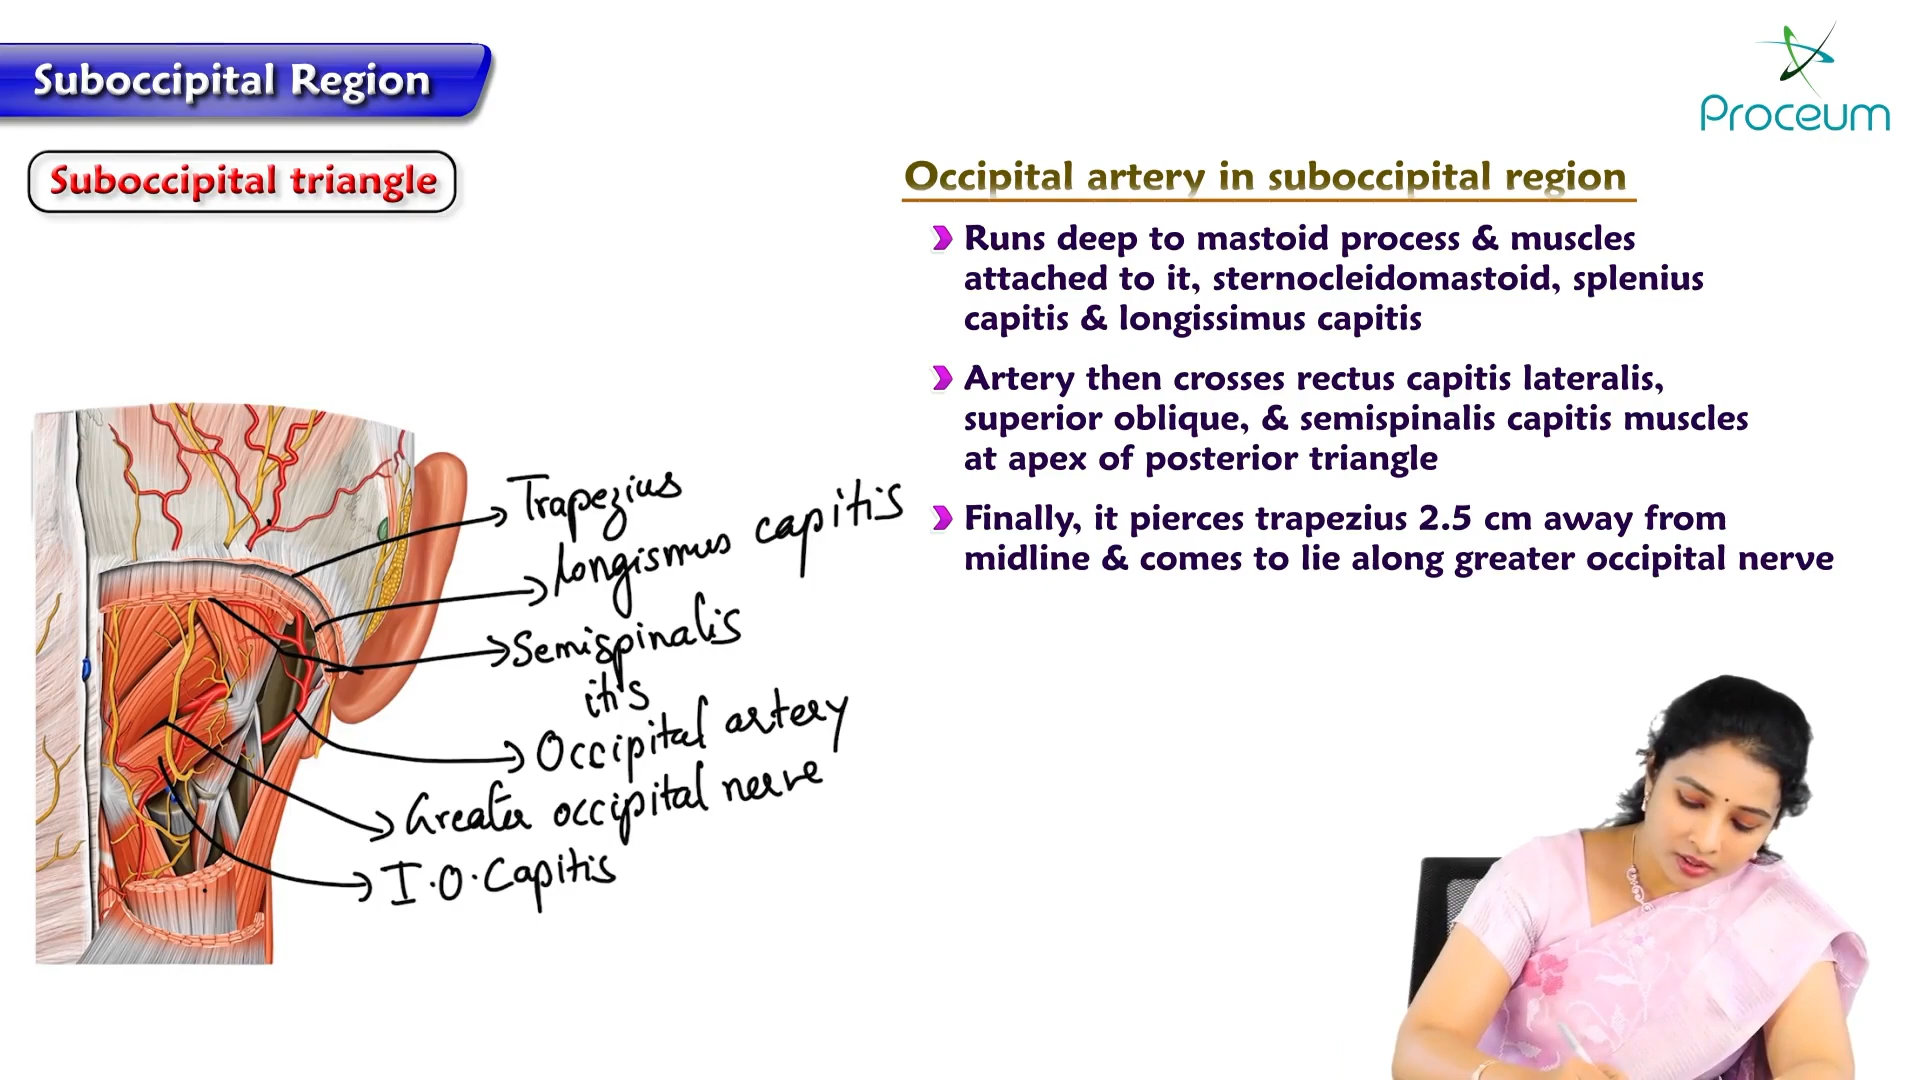 Suboccipital Region
Proceum
Suboccipital triangle
Occipital artery in suboccipital region
Runs deep to mastoid process & muscles
attached to it, sternocleidomastoid, splenius
capitis & longissimus capitis
Artery then crosses rectus capitis lateralis,
superior oblique, & semispinalis capitis muscles
at apex of posterior triangle
Finally, it pierces trapezius 2.5 cm away from
midline & comes to lie along greater occipital nerve
Trapezius
longismus capitis
Semispinalis
itis
Occipital artery
Greater occipital nerve
I.O.Capitis